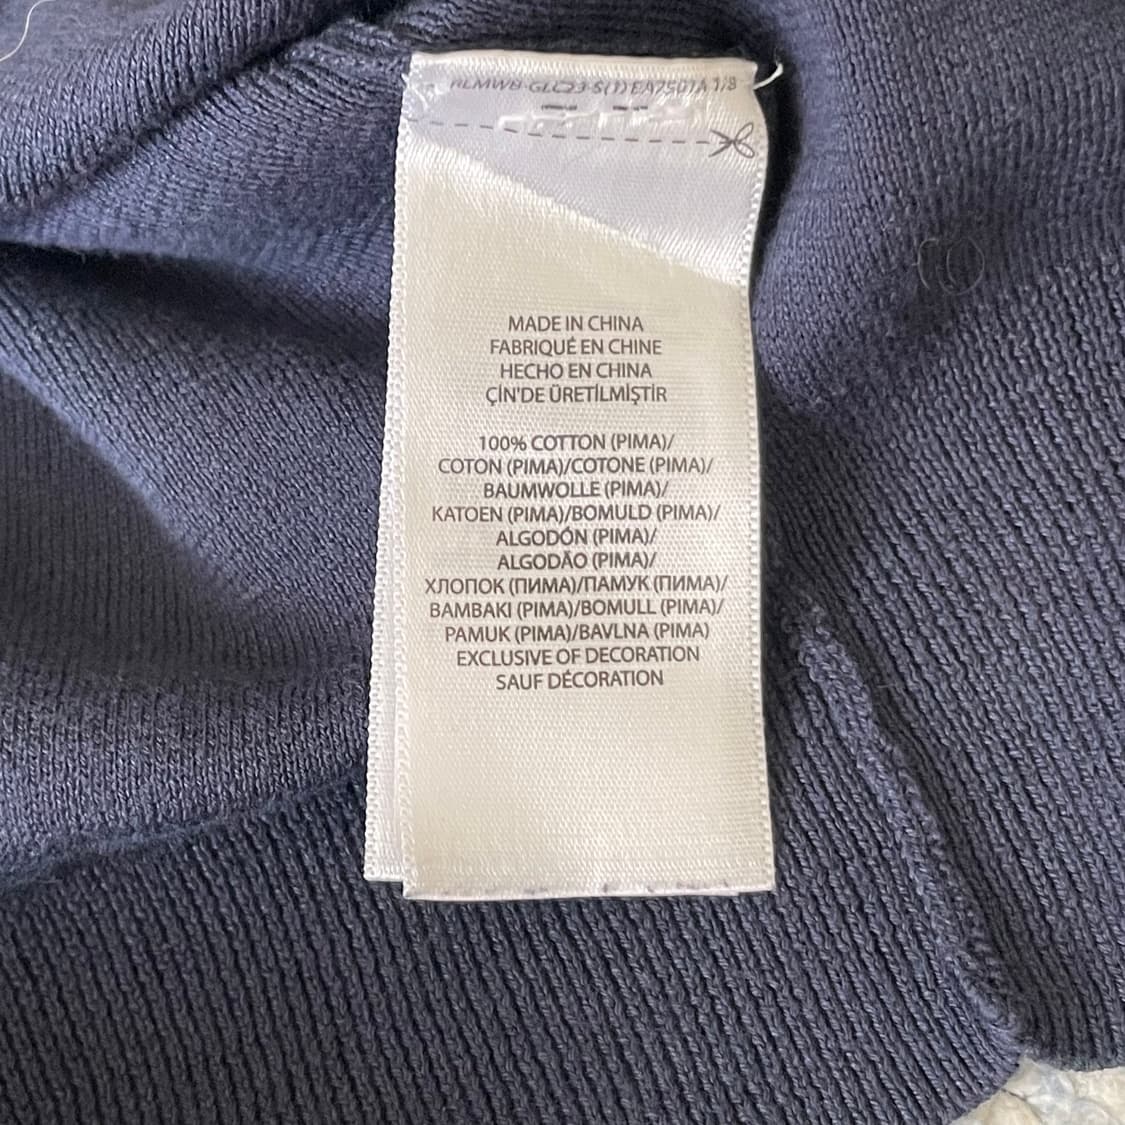 MADE IN CHINA
FABRIQUÉ EN CHINE
HECHO EN CHINA
ÇİN'DE ÜRETİLMİŞTİR
100% COTTON (PIMA)/
COTON (PIMA)/COTONE (PIMA)/
BAUMWOLLE (PIMA)/
KATOEN (PIMA)/BOMULD (PIMA)/
ALGODÓN (PIMA)/
ALGODÃO (PIMA)/
ХЛОПОК (ПИМА)/ПАМУК (ПИМА)/
BAMBAKI (PIMA)/BOMULL (PIMA)/
PAMUK (PIMA)/BAVLNA (PIMA)
EXCLUSIVE OF DECORATION
SAUF DÉCORATION